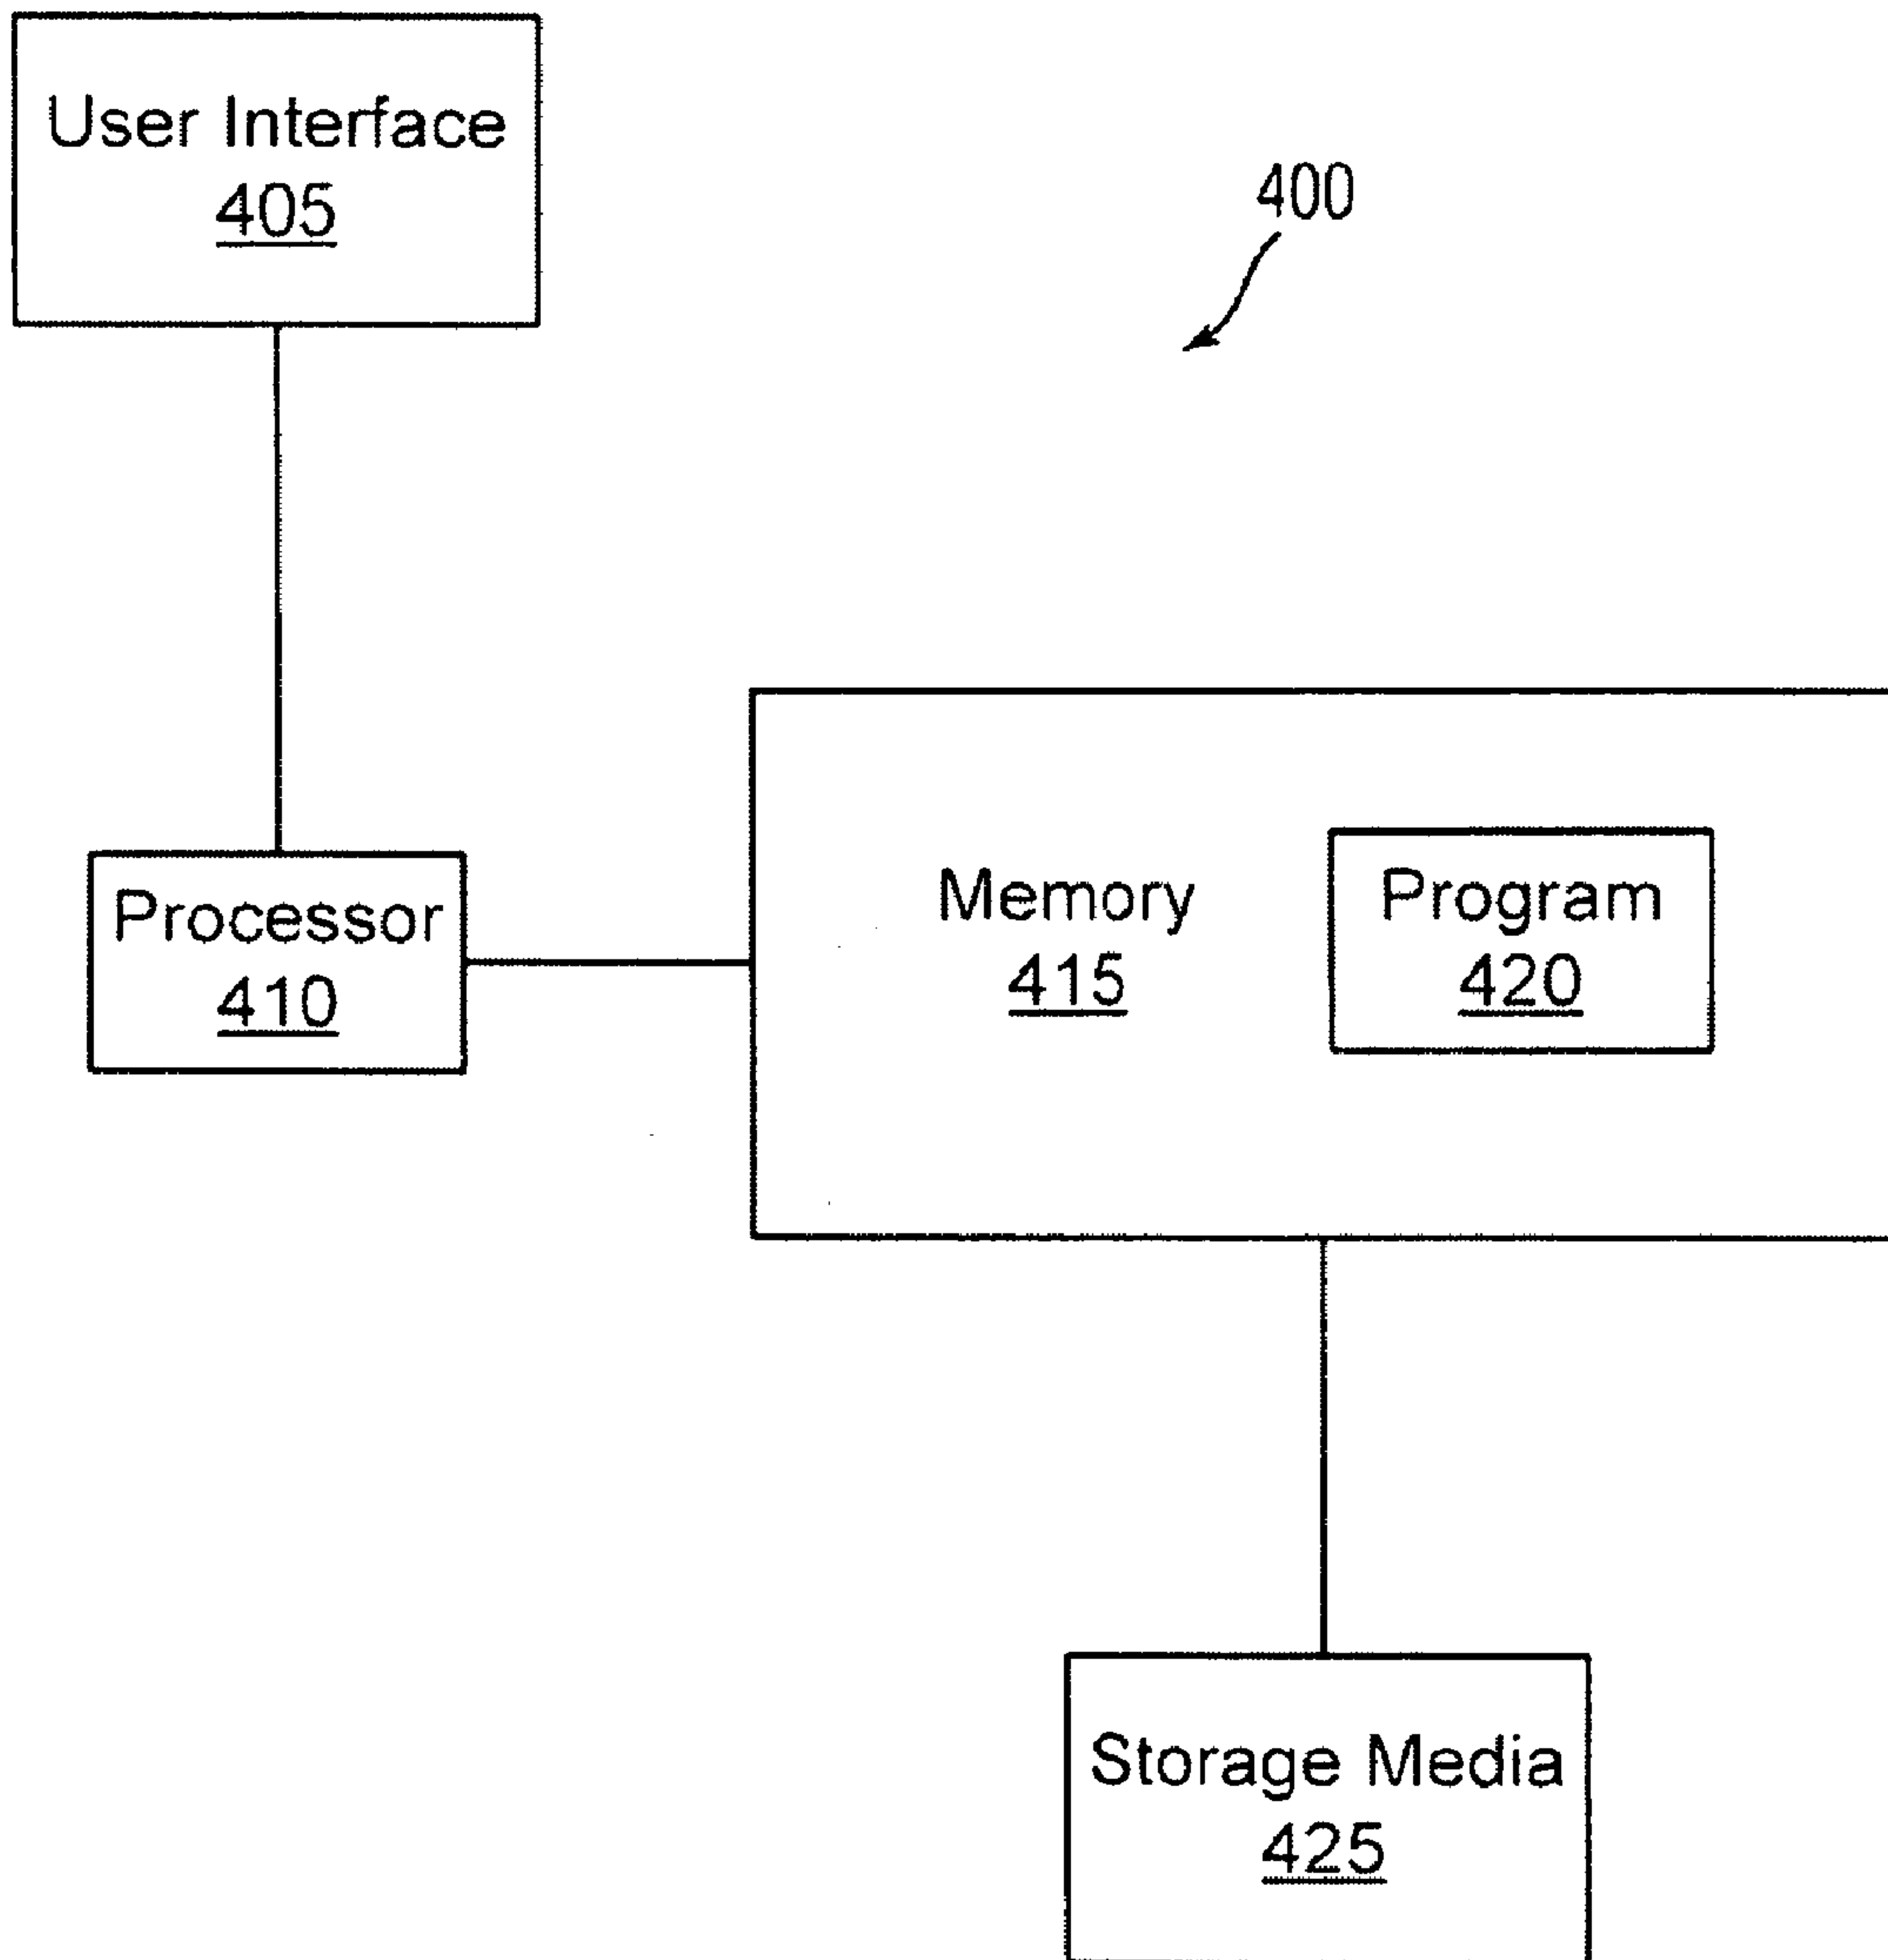 User Interface
405
400
Processor
410
Memory
415
Program
420
Storage Media
425